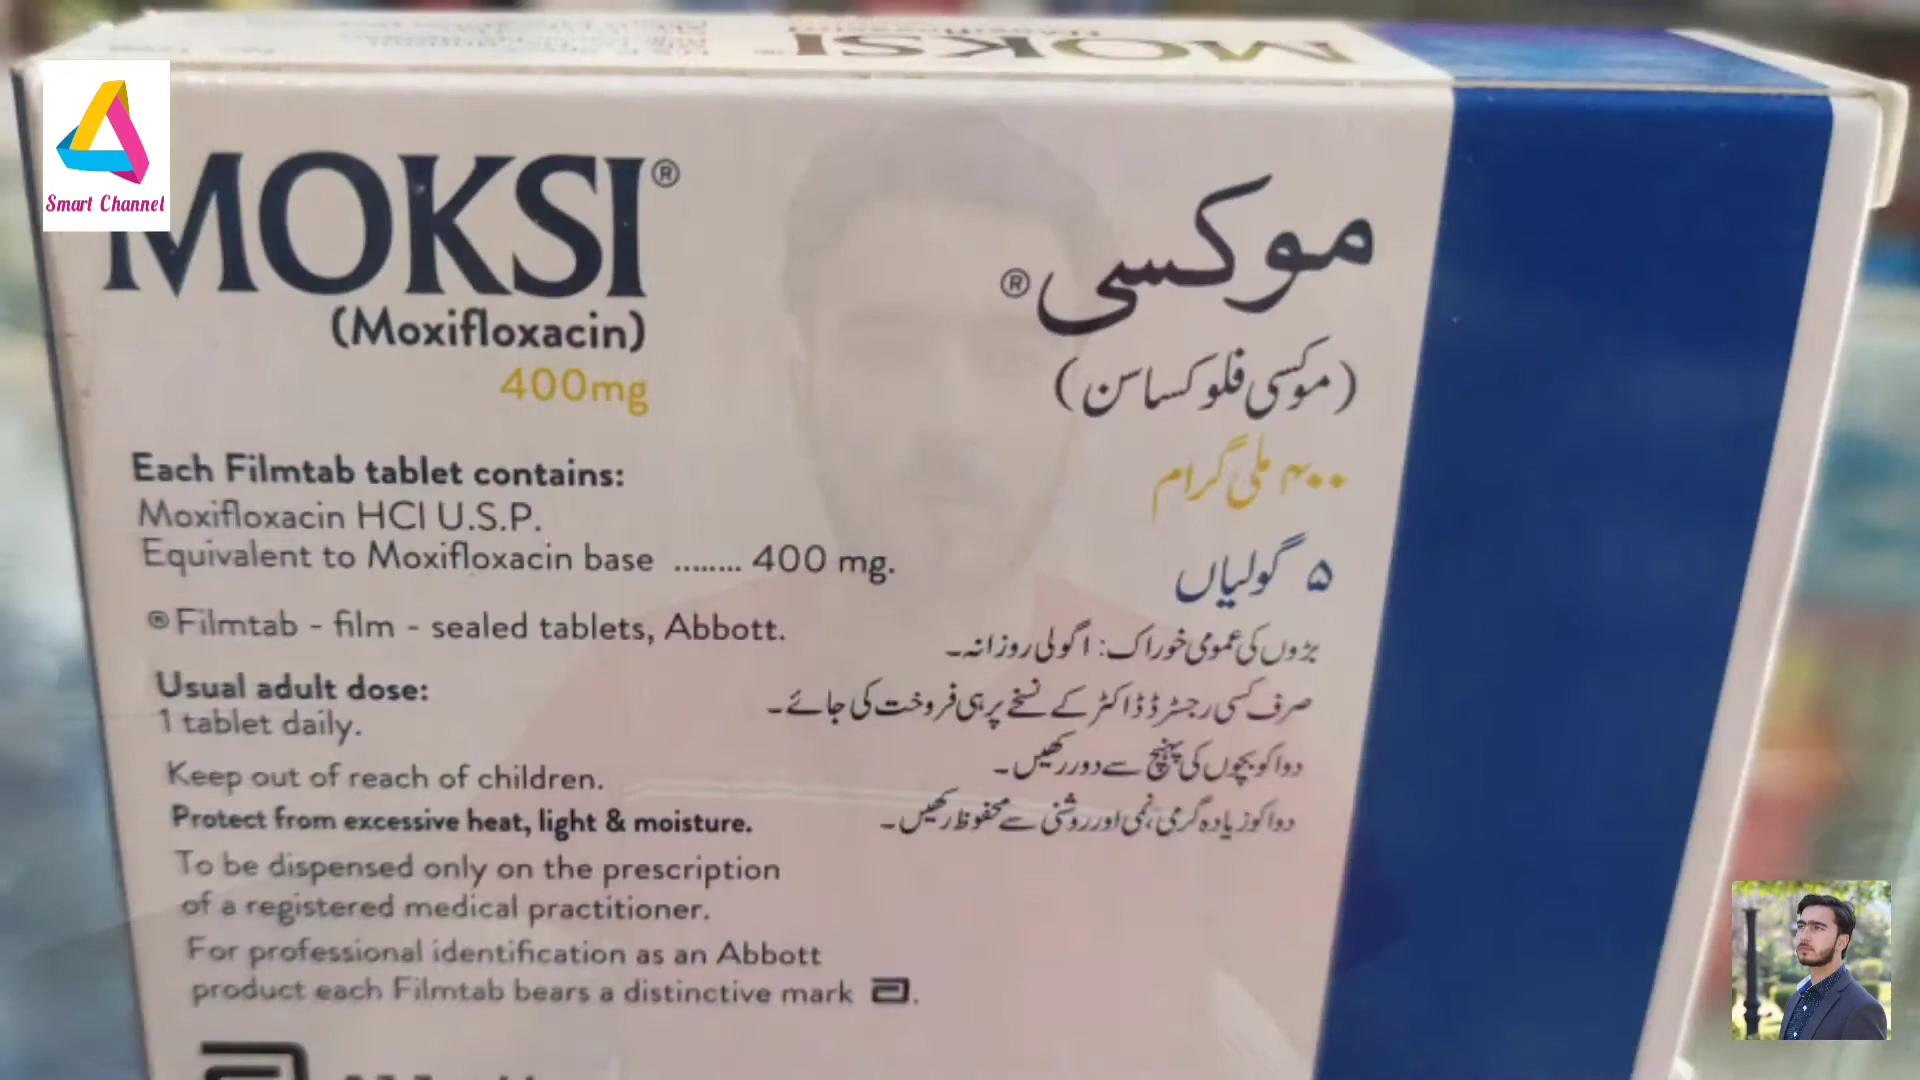 MOKSI
Smart Channel
MOKSI®
(Moxifloxacin)
400mg
Each Filmtab tablet contains:
Moxifloxacin HCl U.S.P.
Equivalent to Moxifloxacin base ........ 400 mg.
®Filmtab - film - sealed tablets, Abbott.
Usual adult dose:
1 tablet daily.
Keep out of reach of children.
Protect from excessive heat, light & moisture.
To be dispensed only on the prescription
of a registered medical practitioner.
For professional identification as an Abbott
product each Filmtab bears a distinctive mark a.
موکسی®
(موکسی فلوکساسن)
۴۰۰ ملی گرام
۵ گولیاں
بڑوں کی عمومی خوراک: ۱ گولی روزانہ۔
صرف کسی رجسٹرڈ ڈاکٹر کے نسخے پر ہی فروخت کی جائے۔
دوا کو بچوں کی پہنچ سے دور رکھیں۔
دوا کو زیادہ گرمی، نمی اور روشنی سے محفوظ رکھیں۔